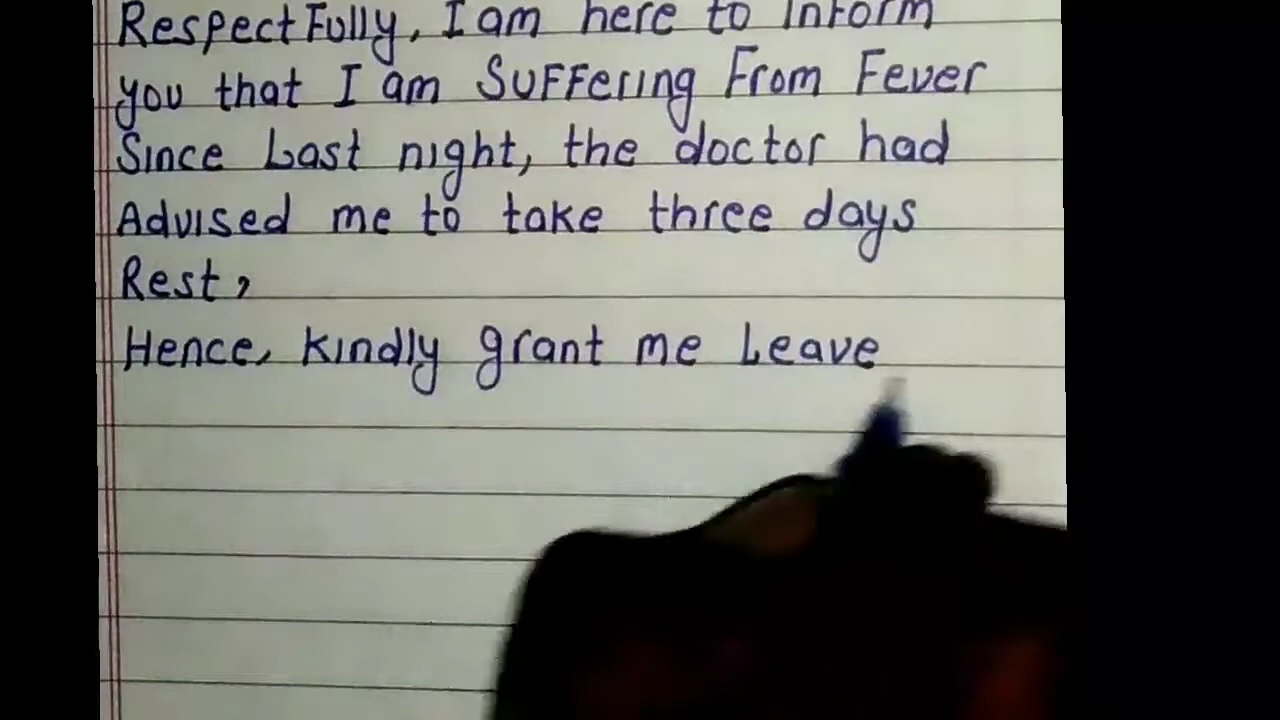 Respectfully, I am here to inform
you that I am Suffering From Fever
Since Last night, the doctor had
Advised me to take three days
Rest,
Hence, kindly grant me Leave